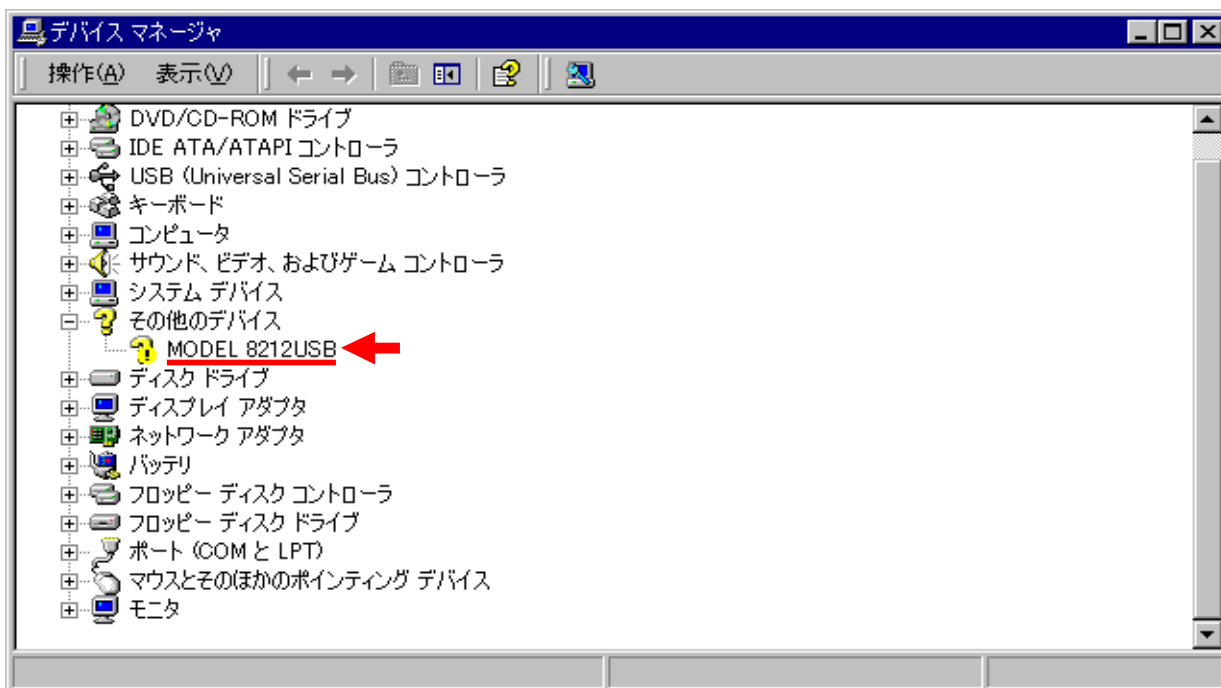 デバイス マネージャ
操作(A) 表示(V)
DVD/CD-ROM ドライブ
IDE ATA/ATAPI コントローラ
USB (Universal Serial Bus) コントローラ
キーボード
コンピュータ
サウンド、ビデオ、およびゲーム コントローラ
システム デバイス
その他のデバイス
MODEL 8212USB
ディスク ドライブ
ディスプレイ アダプタ
ネットワーク アダプタ
バッテリ
フロッピー ディスク コントローラ
フロッピー ディスク ドライブ
ポート (COM と LPT)
マウスとそのほかのポインティング デバイス
モニタ